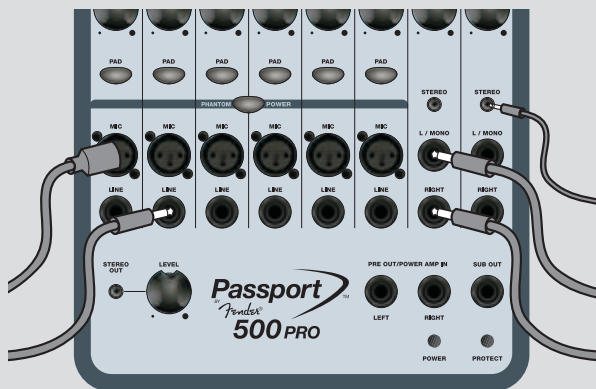 PAD PAD PAD PAD PAD PAD
STEREO STEREO
PHANTOM POWER
MIC MIC MIC MIC MIC MIC
L / MONO L / MONO
LINE LINE LINE LINE LINE LINE
RIGHT RIGHT
STEREO OUT
LEVEL
Passport™
BY Fender®
500 PRO
PRE OUT/POWER AMP IN
SUB OUT
LEFT RIGHT
POWER PROTECT